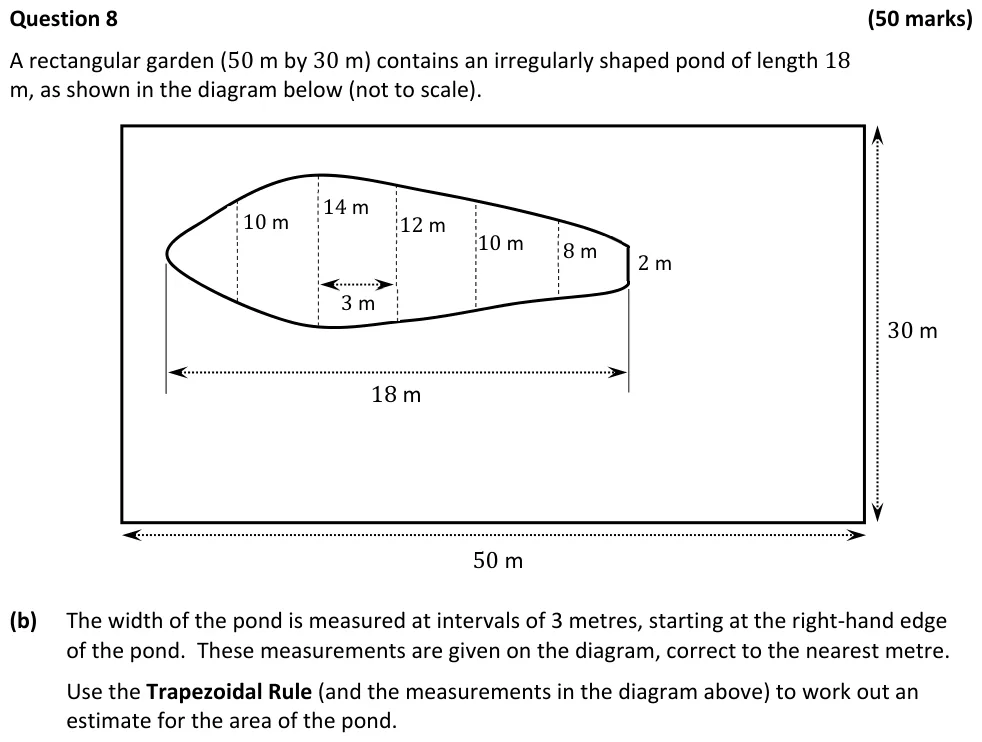 Question 8 (50 marks)
A rectangular garden (50 m by 30 m) contains an irregularly shaped pond of length 18
m, as shown in the diagram below (not to scale).
14 m
10 m
12 m
10 m
8 m
2 m
3 m
30 m
18 m
50 m
(b) The width of the pond is measured at intervals of 3 metres, starting at the right-hand edge
of the pond. These measurements are given on the diagram, correct to the nearest metre.
Use the Trapezoidal Rule (and the measurements in the diagram above) to work out an
estimate for the area of the pond.